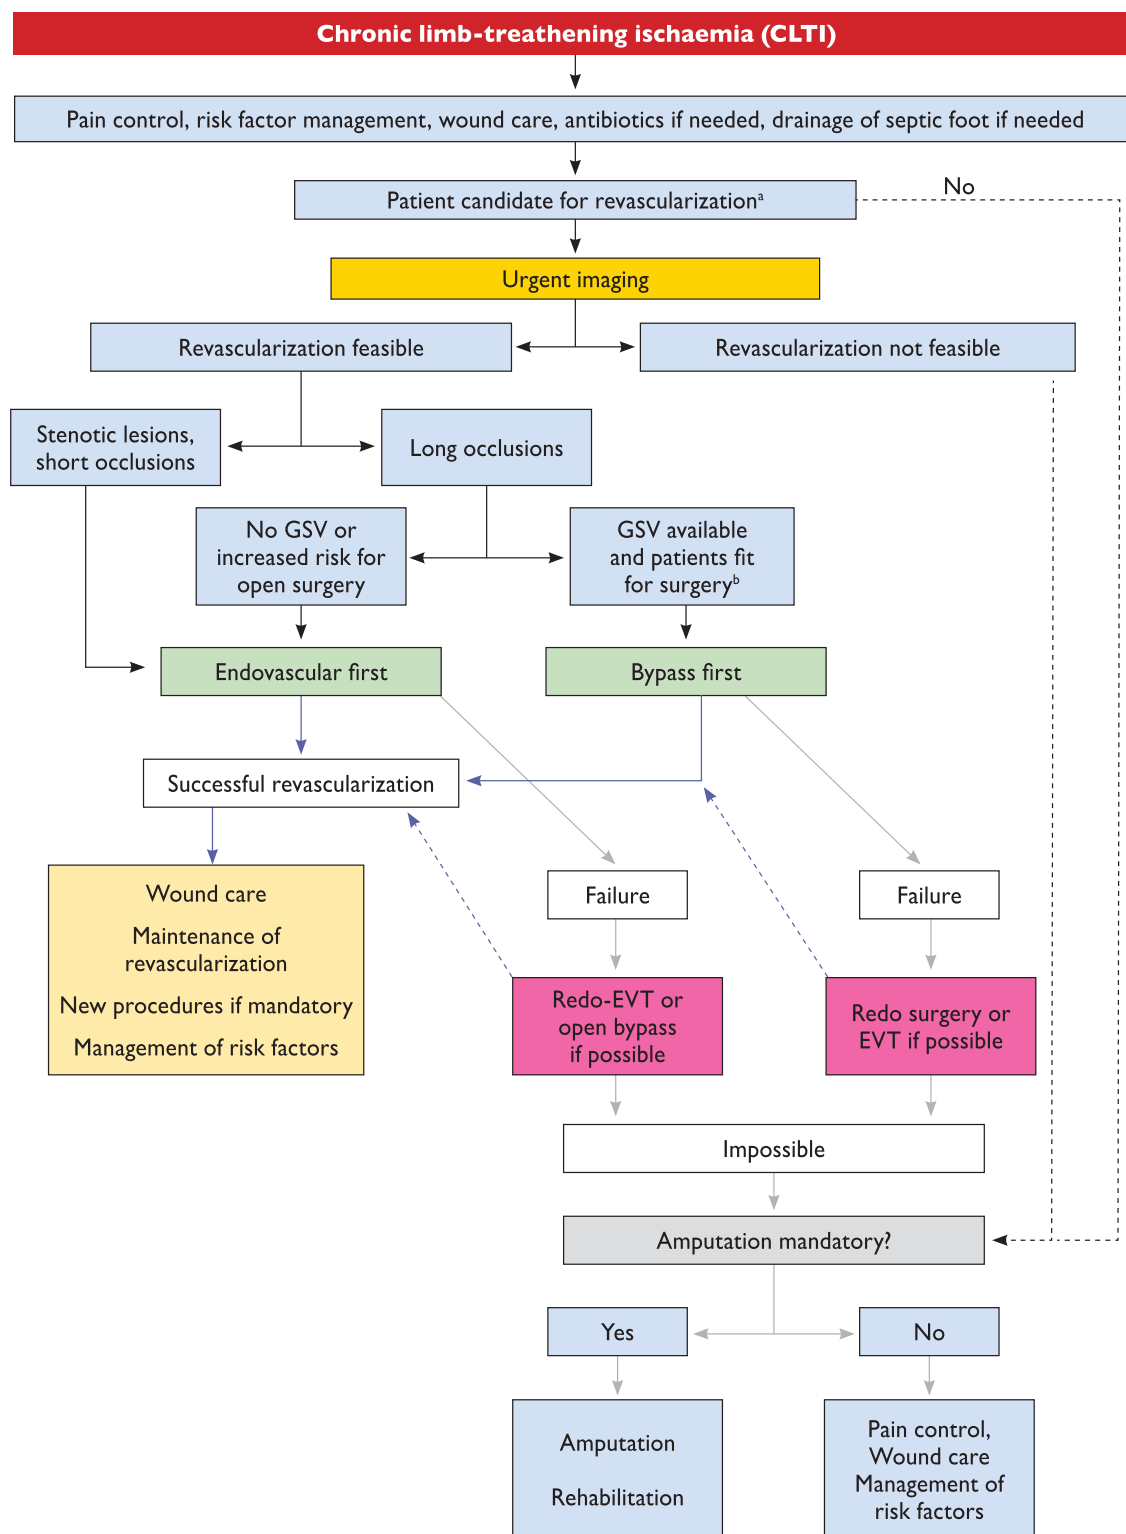 Chronic limb-treathening ischaemia (CLTI)
Pain control, risk factor management, wound care, antibiotics if needed, drainage of septic foot if needed
Patient candidate for revascularizationª
No
Urgent imaging
Revascularization feasible
Revascularization not feasible
Stenotic lesions,
short occlusions
Long occlusions
No GSV or
increased risk for
open surgery
GSV available
and patients fit
for surgeryᵇ
Endovascular first
Bypass first
Successful revascularization
Wound care
Maintenance of
revascularization
New procedures if mandatory
Management of risk factors
Failure
Failure
Redo-EVT or
open bypass
if possible
Redo surgery or
EVT if possible
Impossible
Amputation mandatory?
Yes
No
Amputation
Rehabilitation
Pain control,
Wound care
Management of
risk factors